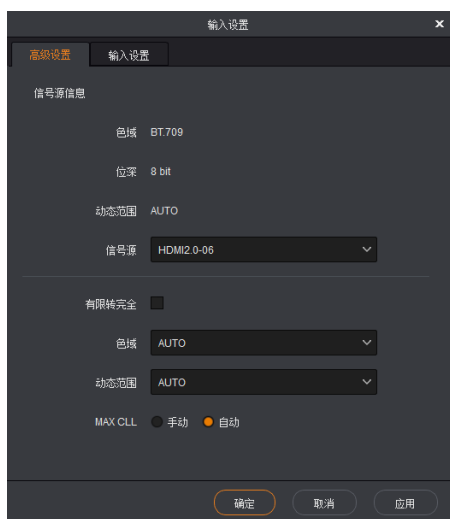 输入设置 ×
高级设置 输入设置
信号源信息
色域 BT.709
位深 8 bit
动态范围 AUTO
信号源 HDMI2.0-06
有限转完全
色域 AUTO
动态范围 AUTO
MAX CLL 手动 自动
确定 取消 应用